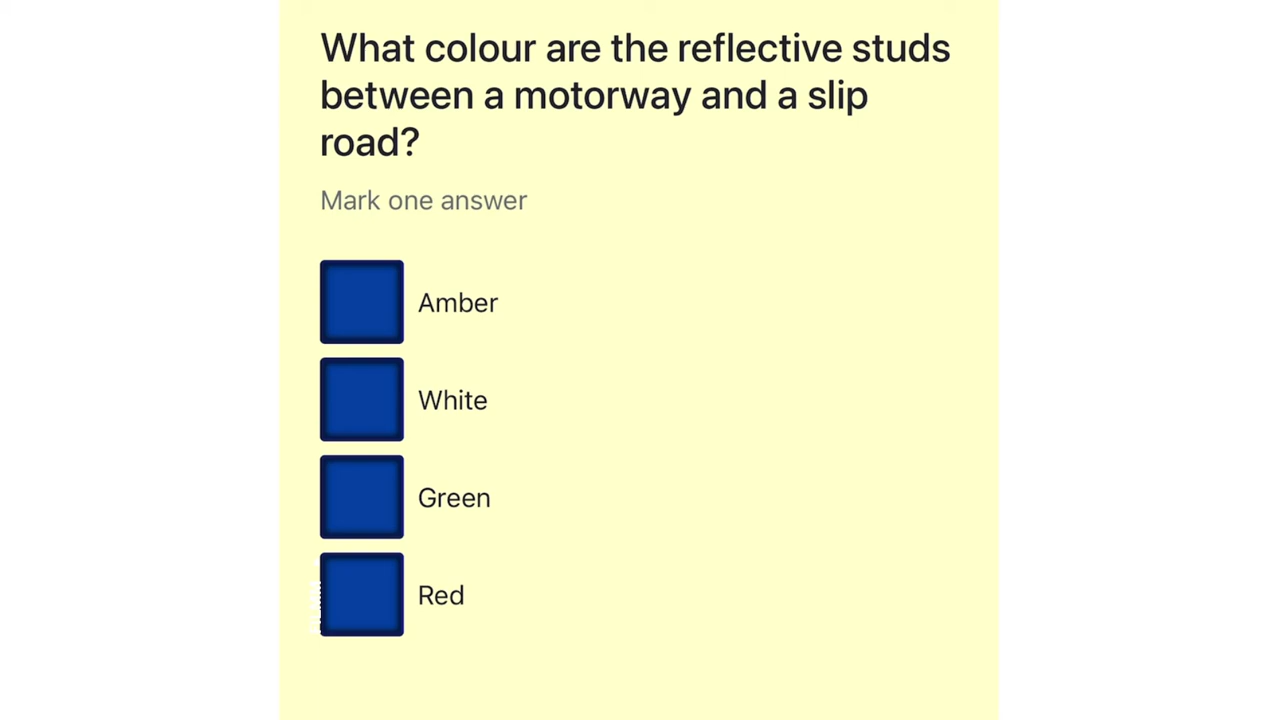 What colour are the reflective studs
between a motorway and a slip
road?
Mark one answer
Amber
White
Green
Red